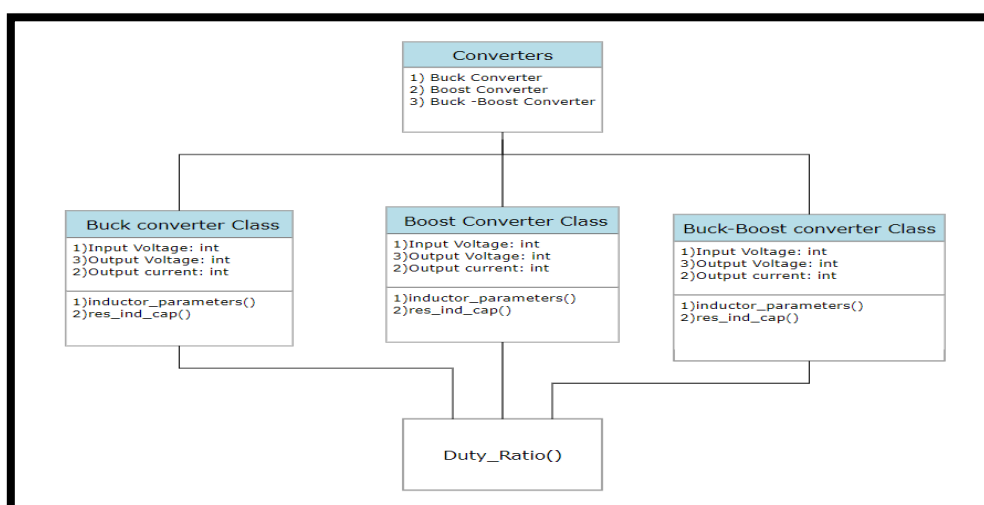 Converters
1) Buck Converter
2) Boost Converter
3) Buck -Boost Converter
Buck converter Class
1)Input Voltage: int
3)Output Voltage: int
2)Output current: int
1)inductor_parameters()
2)res_ind_cap()
Boost Converter Class
1)Input Voltage: int
3)Output Voltage: int
2)Output current: int
1)inductor_parameters()
2)res_ind_cap()
Buck-Boost converter Class
1)Input Voltage: int
3)Output Voltage: int
2)Output current: int
1)inductor_parameters()
2)res_ind_cap()
Duty_Ratio()